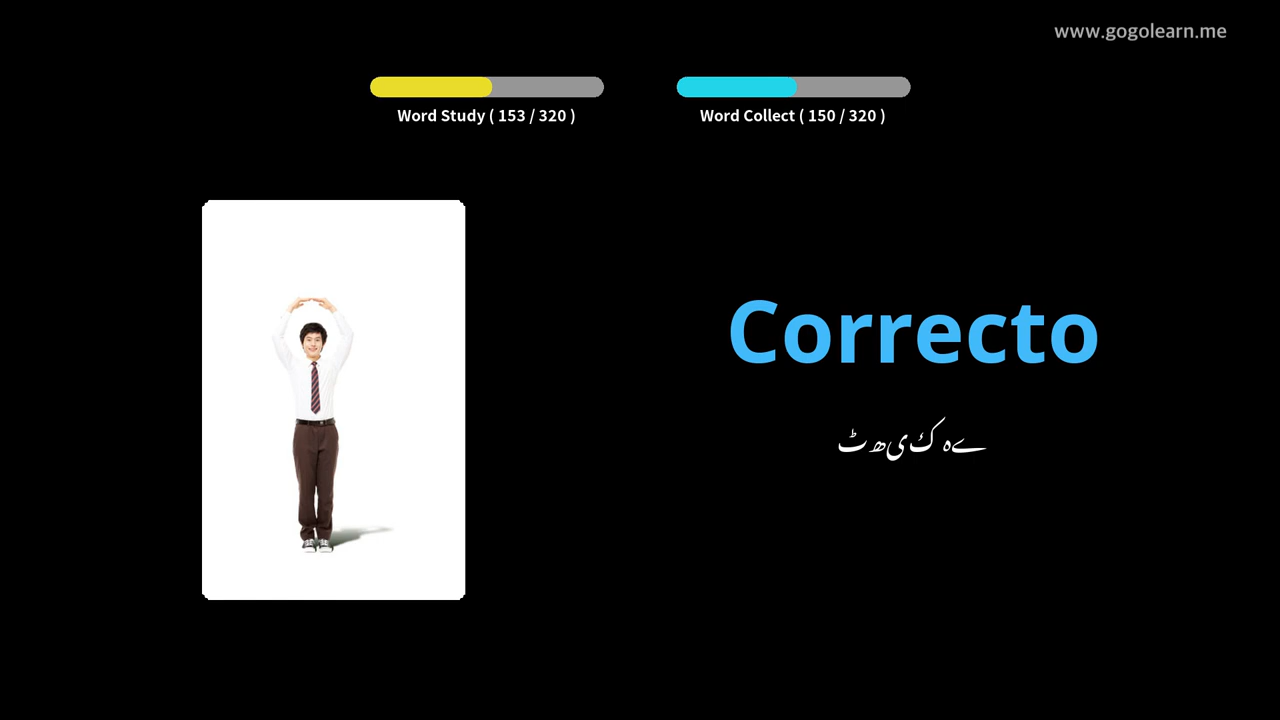 www.gogolearn.me
Word Study ( 153 / 320 )
Word Collect ( 150 / 320 )
Correcto
ٹھیک ہے